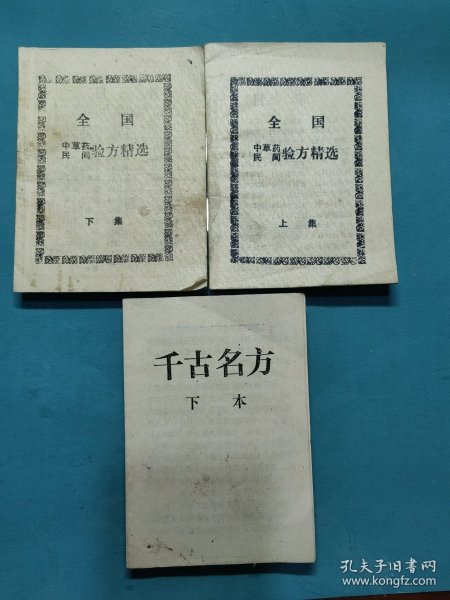 全 国
中草药
民间
验方精选
下 集
全 国
中草药
民间
验方精选
上 集
千古名方
下 本
孔夫子旧书网
www.kongfz.com